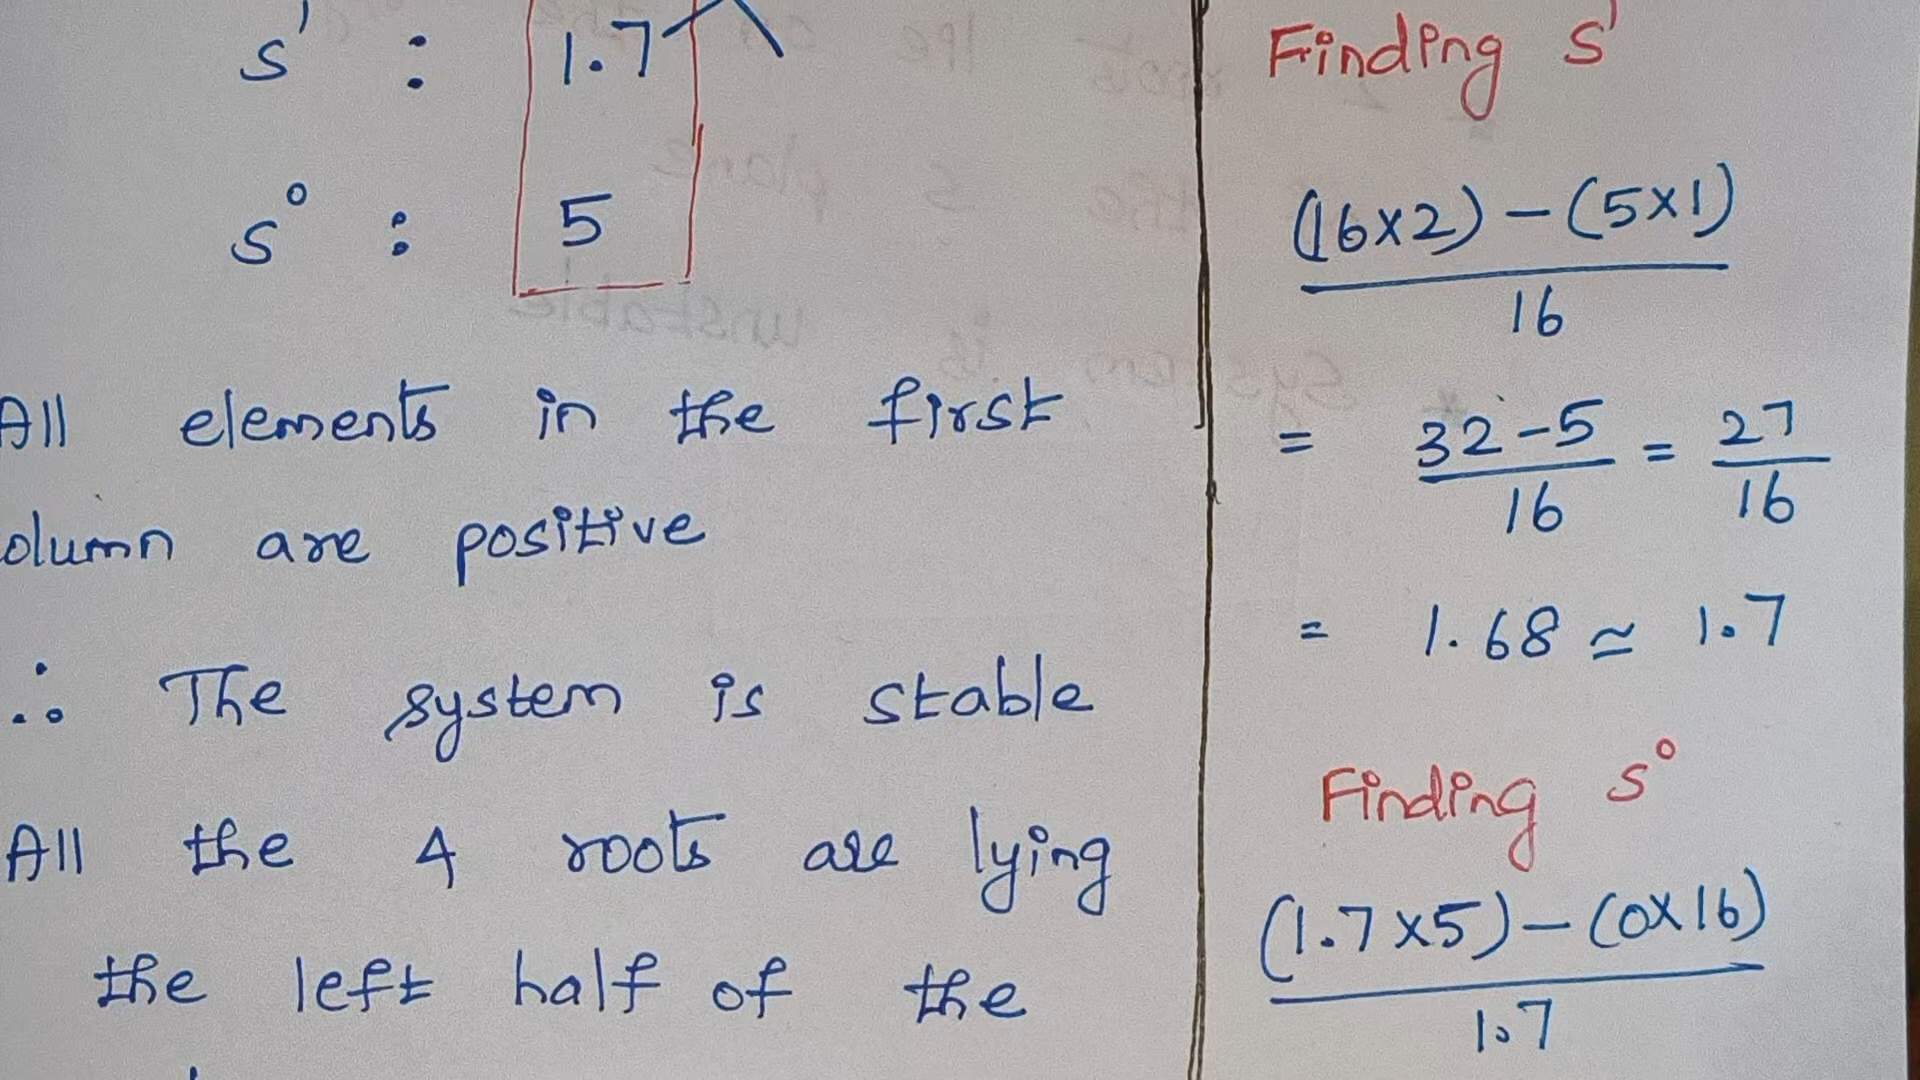 s¹ : 1.7
s⁰ : 5
All elements in the first
olumn are positive
∴ The system is stable
All the 4 roots are lying
the left half of the
Finding s¹
(16×2) – (5×1)
16
= 32-5 = 27
16 16
= 1.68 ≃ 1.7
Finding s⁰
(1.7×5) – (0×16)
1.7